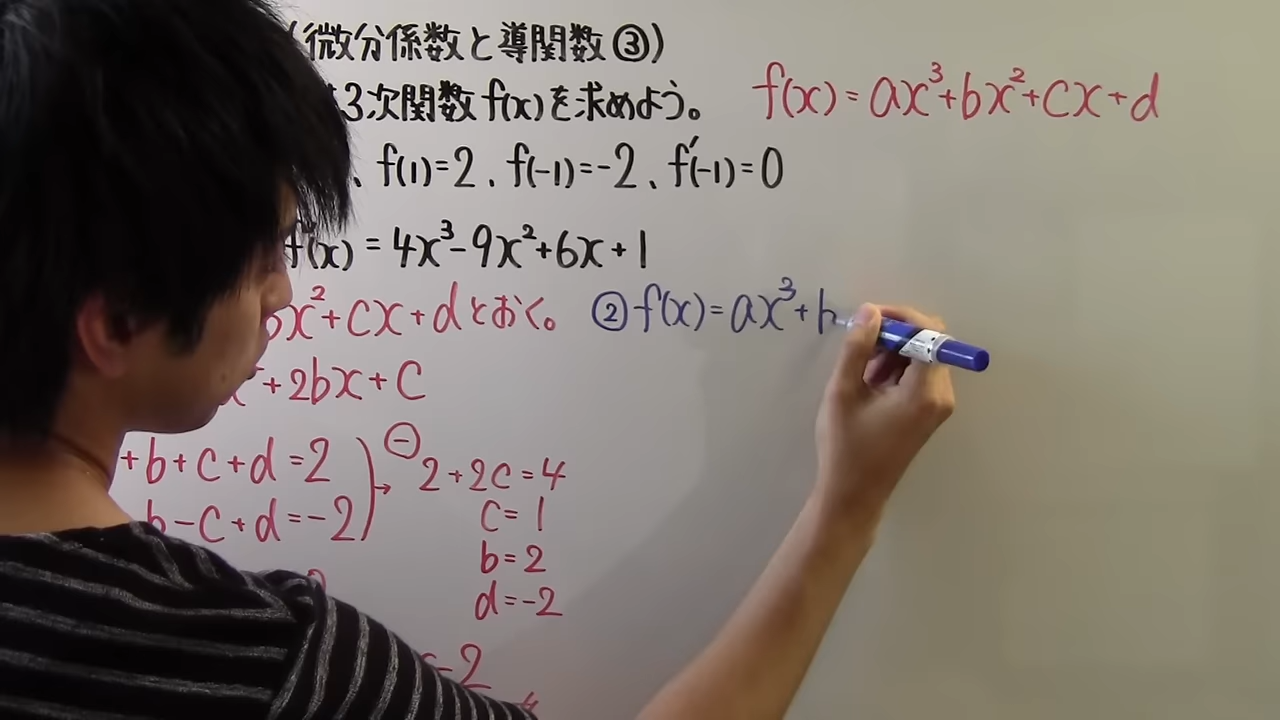 (微分係数と導関数③)
3次関数f(x)を求めよう。
f(x)=ax³+bx²+cx+d
、f(1)=2、f(-1)=-2、f'(-1)=0
f'(x)=4x³-9x²+6x+1
bx²+cx+dとおく。
②f(x)=ax³+b
+2bx+c
+b+c+d=2
⊖
2+2c=4
b-c+d=-2
c=1
b=2
d=-2
-2